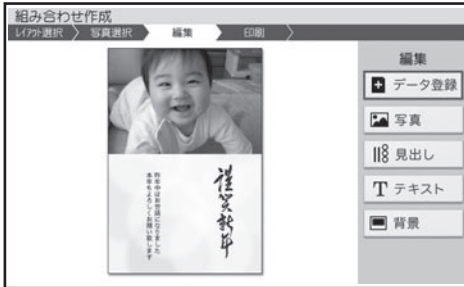 組み合わせ作成
レイアウト選択
写真選択
編集
印刷
謹賀新年
昨年中はお世話になりました
本年もよろしくお願い致します
編集
データ登録
写真
見出し
テキスト
背景